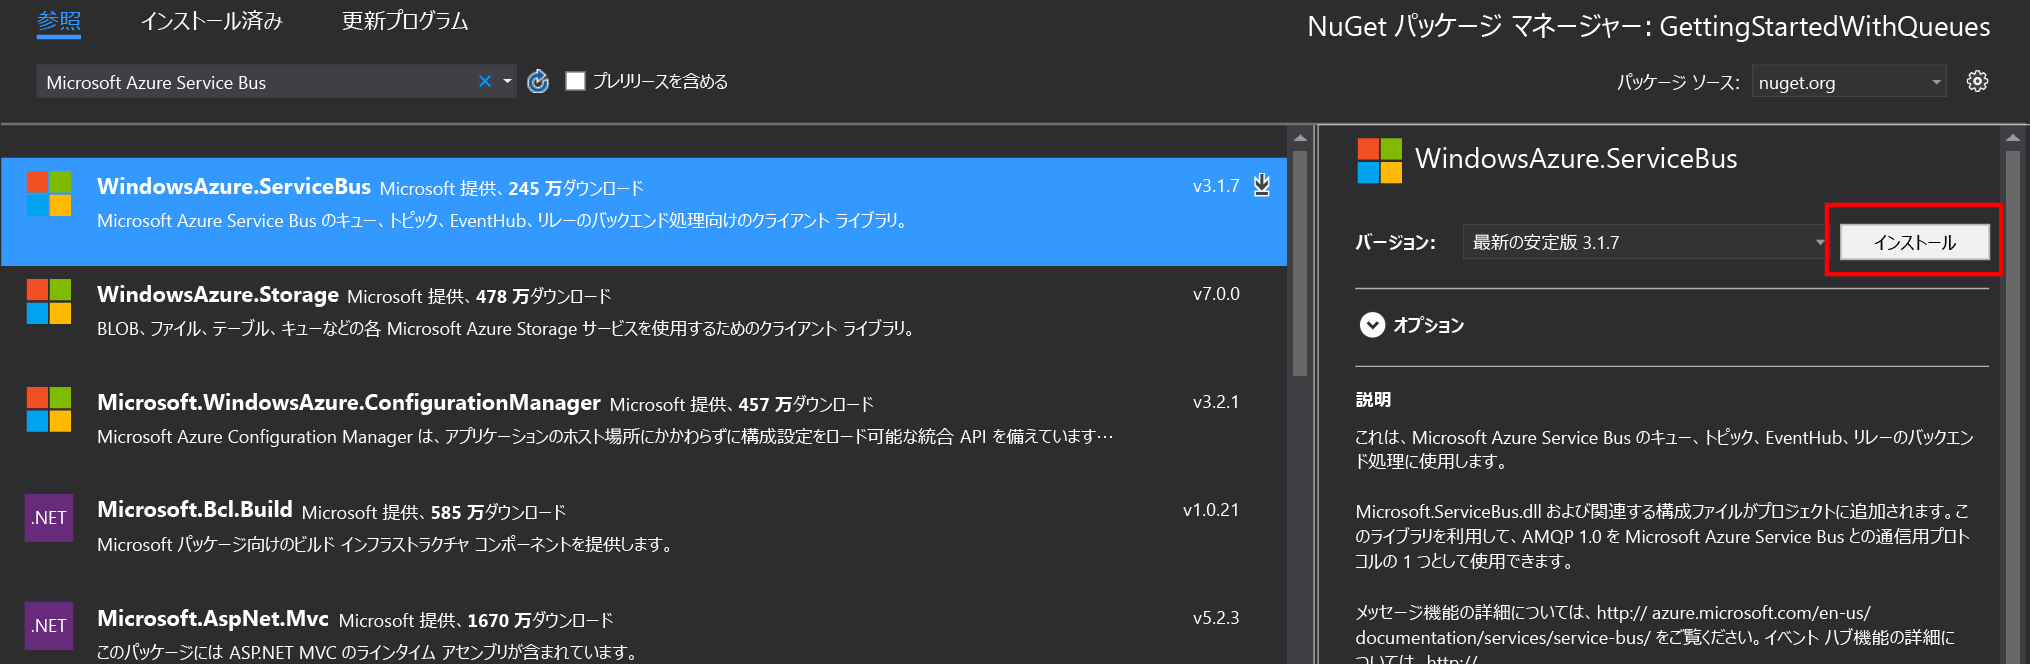 参照 インストール済み 更新プログラム
NuGet パッケージ マネージャー: GettingStartedWithQueues
Microsoft Azure Service Bus
プレリリースを含める
パッケージ ソース: nuget.org
WindowsAzure.ServiceBus Microsoft 提供、245 万ダウンロード v3.1.7
Microsoft Azure Service Bus のキュー、トピック、EventHub、リレーのバックエンド処理向けのクライアント ライブラリ。
WindowsAzure.Storage Microsoft 提供、478 万ダウンロード v7.0.0
BLOB、ファイル、テーブル、キューなどの各 Microsoft Azure Storage サービスを使用するためのクライアント ライブラリ。
Microsoft.WindowsAzure.ConfigurationManager Microsoft 提供、457 万ダウンロード v3.2.1
Microsoft Azure Configuration Manager は、アプリケーションのホスト場所にかかわらずに構成設定をロード可能な統合 API を備えています…
.NET
Microsoft.Bcl.Build Microsoft 提供、585 万ダウンロード v1.0.21
Microsoft パッケージ向けのビルド インフラストラクチャ コンポーネントを提供します。
.NET
Microsoft.AspNet.Mvc Microsoft 提供、1670 万ダウンロード v5.2.3
このパッケージには ASP.NET MVC のラインタイム アセンブリが含まれています。
WindowsAzure.ServiceBus
バージョン: 最新の安定版 3.1.7 インストール
オプション
説明
これは、Microsoft Azure Service Bus のキュー、トピック、EventHub、リレーのバックエン
ド処理に使用します。
Microsoft.ServiceBus.dll および関連する構成ファイルがプロジェクトに追加されます。こ
のライブラリを利用して、AMQP 1.0 を Microsoft Azure Service Bus との通信用プロト
コルの 1 つとして使用できます。
メッセージ機能の詳細については、http:// azure.microsoft.com/en-us/
documentation/services/service-bus/ をご覧ください。イベント ハブ機能の詳細に
ついては、http://